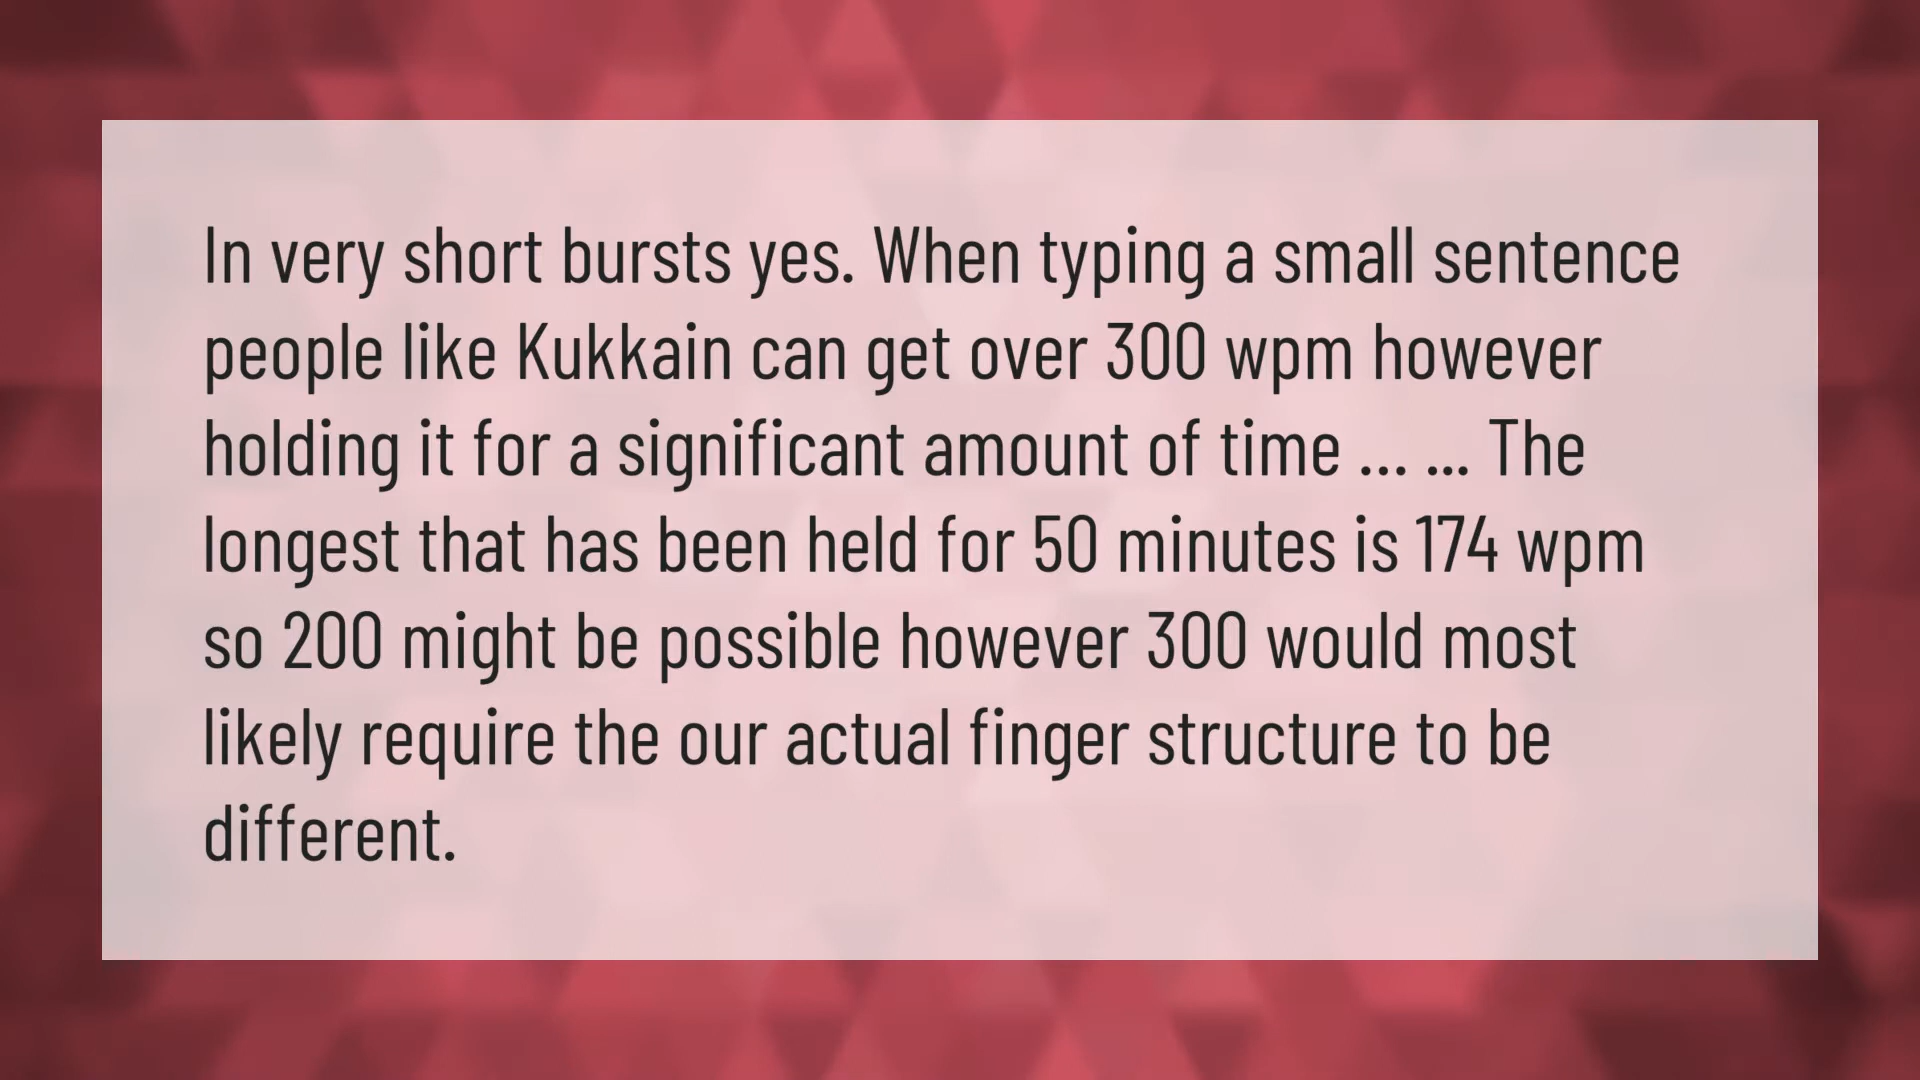 In very short bursts yes. When typing a small sentence
people like Kukkain can get over 300 wpm however
holding it for a significant amount of time ... ... The
longest that has been held for 50 minutes is 174 wpm
so 200 might be possible however 300 would most
likely require the our actual finger structure to be
different.